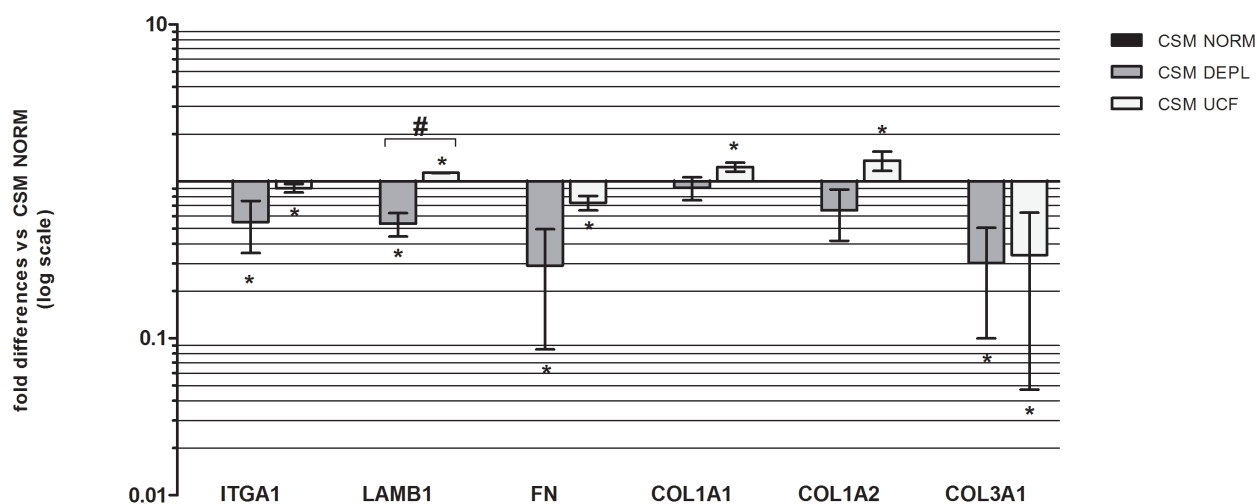 10
CSM NORM
CSM DEPL
CSM UCF
fold differences vs CSM NORM
(log scale)
#
*
*
*
*
*
*
*
0.1
*
*
*
0.01
ITGA1 LAMB1 FN COL1A1 COL1A2 COL3A1